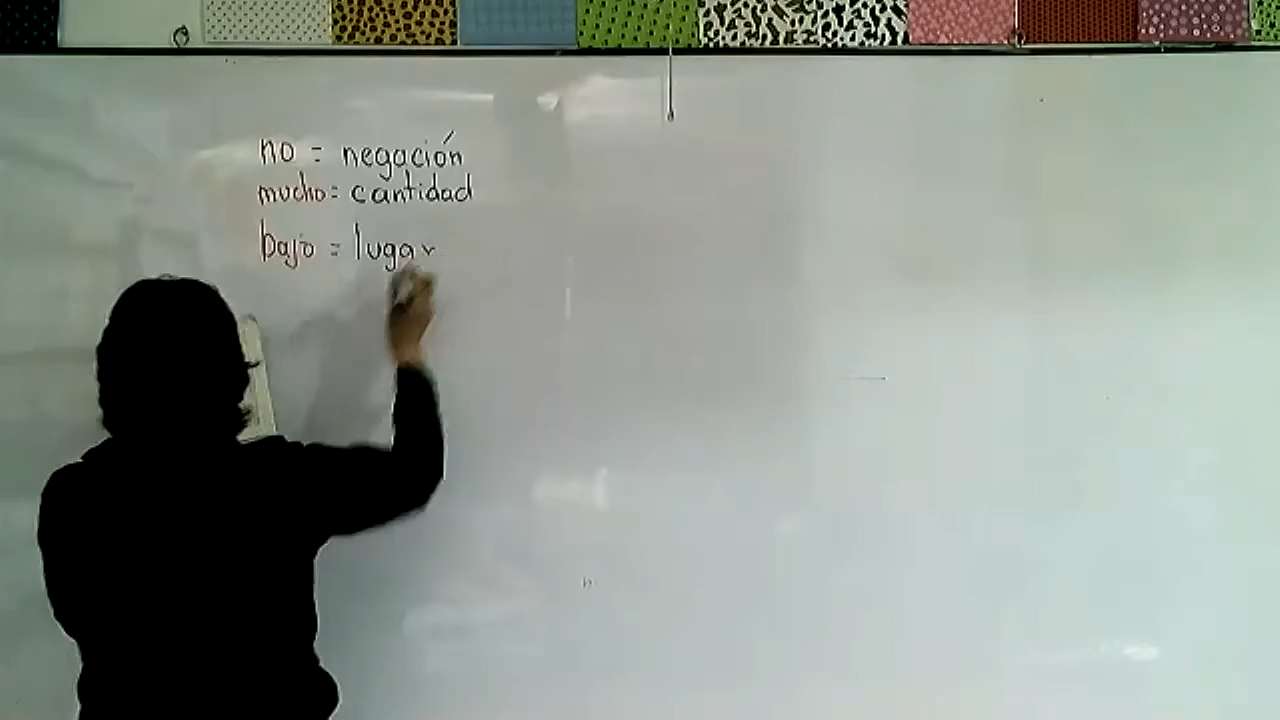 no = negación
mucho = cantidad
bajo = lugar